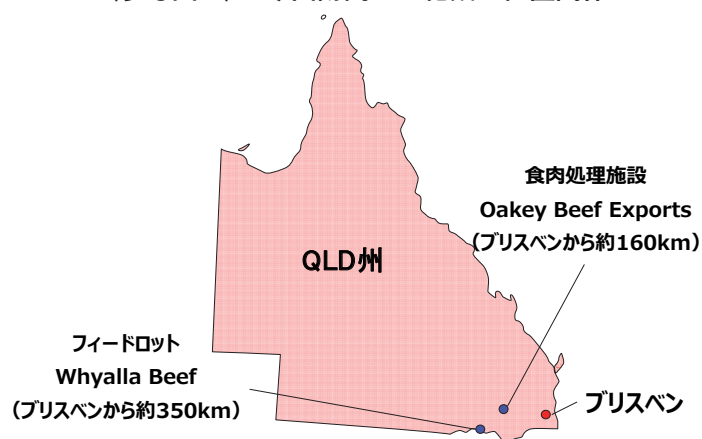 食肉処理施設
Oakey Beef Exports
（ブリスベンから約160km）
QLD州
フィードロット
Whyalla Beef
（ブリスベンから約350km）
ブリスベン